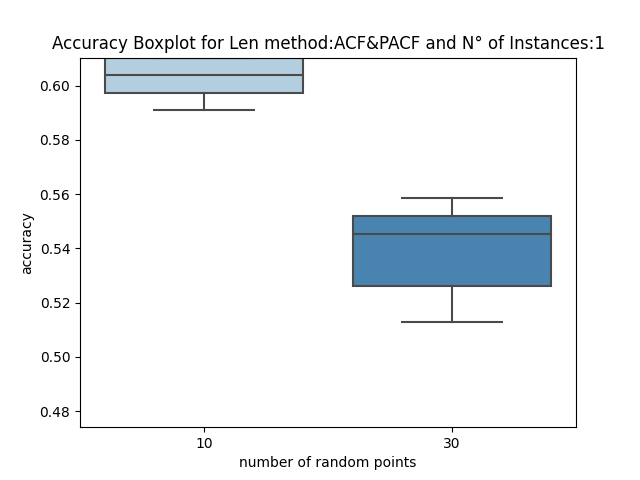 Accuracy Boxplot for Len method:ACF&PACF and N° of Instances:1
0.60
0.58
0.56
0.54
0.52
0.50
0.48
accuracy
10 30
number of random points